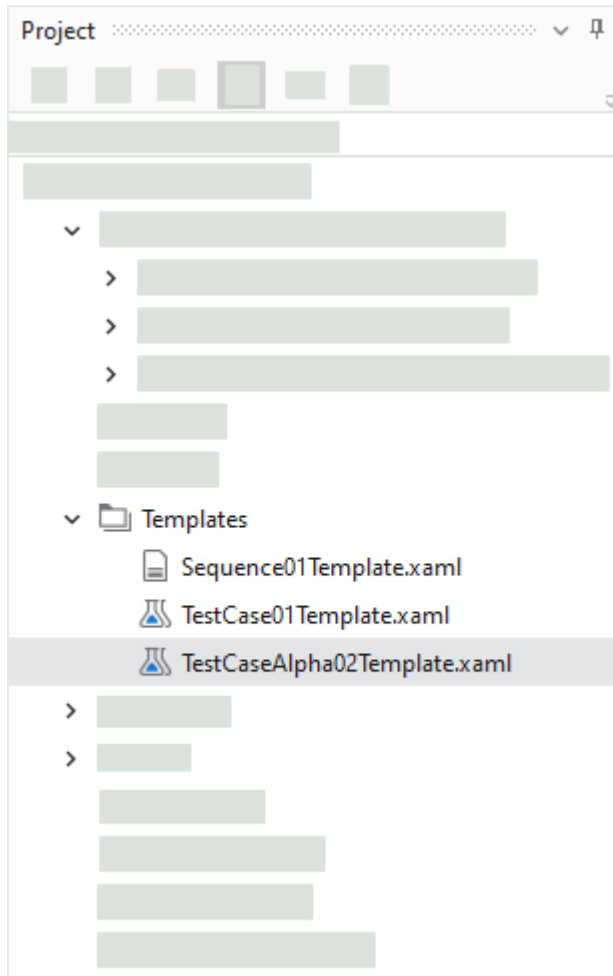 Project
Templates
Sequence01Template.xaml
TestCase01Template.xaml
TestCaseAlpha02Template.xaml